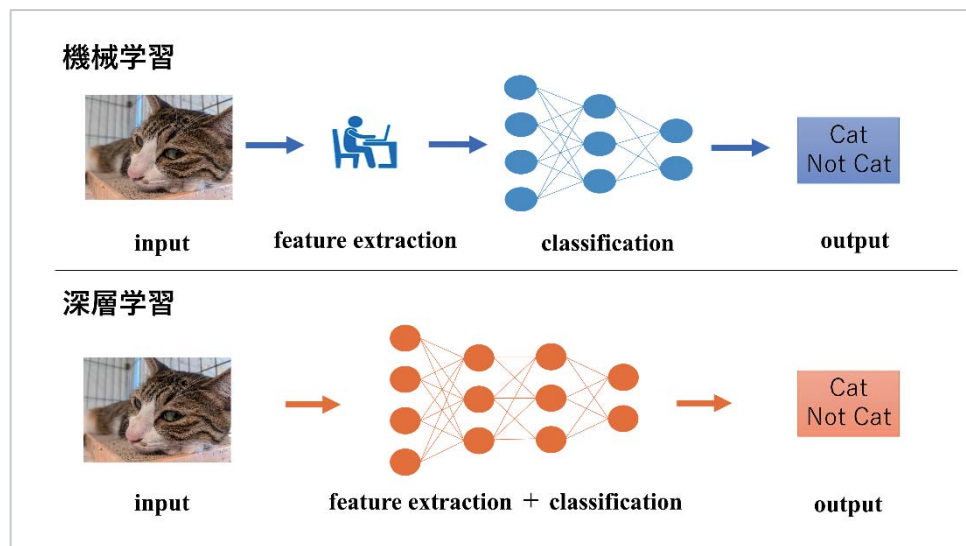 機械学習
Cat
Not Cat
input
feature extraction
classification
output
深層学習
Cat
Not Cat
input
feature extraction + classification
output